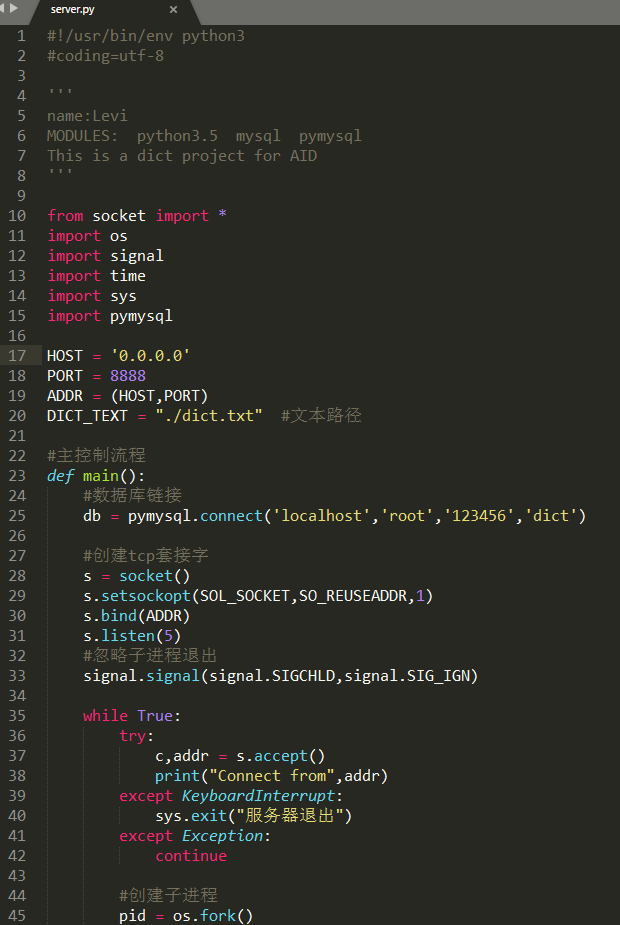 server.py ×
1 #!/usr/bin/env python3
2 #coding=utf-8
3
4 '''
5 name:Levi
6 MODULES:  python3.5  mysql  pymysql
7 This is a dict project for AID
8 '''
9
10 from socket import *
11 import os
12 import signal
13 import time
14 import sys
15 import pymysql
16
17 HOST = '0.0.0.0'
18 PORT = 8888
19 ADDR = (HOST,PORT)
20 DICT_TEXT = "./dict.txt"  #文本路径
21
22 #主控制流程
23 def main():
24     #数据库链接
25     db = pymysql.connect('localhost','root','123456','dict')
26
27     #创建tcp套接字
28     s = socket()
29     s.setsockopt(SOL_SOCKET,SO_REUSEADDR,1)
30     s.bind(ADDR)
31     s.listen(5)
32     #忽略子进程退出
33     signal.signal(signal.SIGCHLD,signal.SIG_IGN)
34
35     while True:
36         try:
37             c,addr = s.accept()
38             print("Connect from",addr)
39         except KeyboardInterrupt:
40             sys.exit("服务器退出")
41         except Exception:
42             continue
43
44         #创建子进程
45         pid = os.fork()